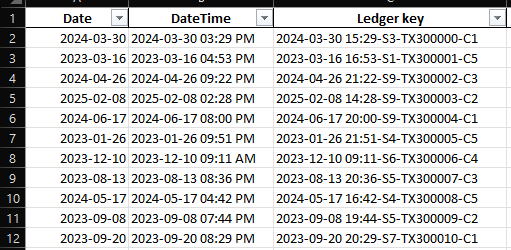 Date DateTime Ledger key
1
2 2024-03-30 2024-03-30 03:29 PM 2024-03-30 15:29-S3-TX300000-C1
3 2023-03-16 2023-03-16 04:53 PM 2023-03-16 16:53-S1-TX300001-C5
4 2024-04-26 2024-04-26 09:22 PM 2024-04-26 21:22-S9-TX300002-C3
5 2025-02-08 2025-02-08 02:28 PM 2025-02-08 14:28-S9-TX300003-C2
6 2024-06-17 2024-06-17 08:00 PM 2024-06-17 20:00-S9-TX300004-C1
7 2023-01-26 2023-01-26 09:51 PM 2023-01-26 21:51-S4-TX300005-C5
8 2023-12-10 2023-12-10 09:11 AM 2023-12-10 09:11-S6-TX300006-C4
9 2023-08-13 2023-08-13 08:36 PM 2023-08-13 20:36-S5-TX300007-C3
10 2024-05-17 2024-05-17 04:42 PM 2024-05-17 16:42-S4-TX300008-C5
11 2023-09-08 2023-09-08 07:44 PM 2023-09-08 19:44-S5-TX300009-C2
12 2023-09-20 2023-09-20 08:29 PM 2023-09-20 20:29-S7-TX300010-C1